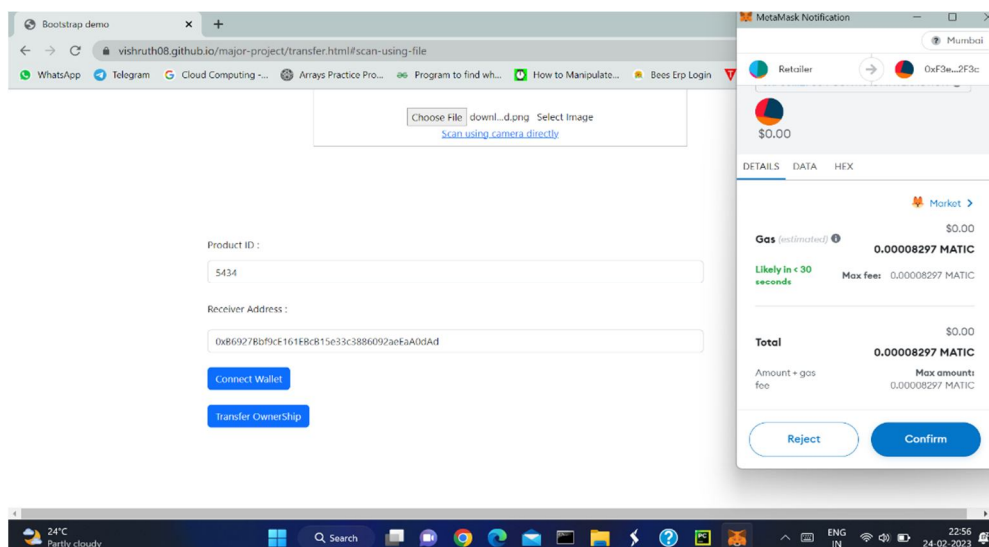 Bootstrap demo
vishruth08.github.io/major-project/transfer.html#scan-using-file
WhatsApp Telegram Cloud Computing -... Arrays Practice Pro... Program to find wh... How to Manipulate... Bees Erp Login
Choose File downl...d.png Select Image
Scan using camera directly
Product ID :
5434
Receiver Address :
0xB6927Bbf9cE161EBcB15e33c3886092aeEaA0dAd
Connect Wallet
Transfer OwnerShip
MetaMask Notification
Mumbai
Retailer 0xF3e...2F3c
$0.00
DETAILS DATA HEX
Market >
$0.00
Gas (estimated)
0.00008297 MATIC
Likely in < 30 seconds Max fee: 0.00008297 MATIC
$0.00
Total
0.00008297 MATIC
Amount + gas fee Max amount: 0.00008297 MATIC
Reject Confirm
24°C
Partly cloudy
Search
ENG
IN
22:56
24-02-2023